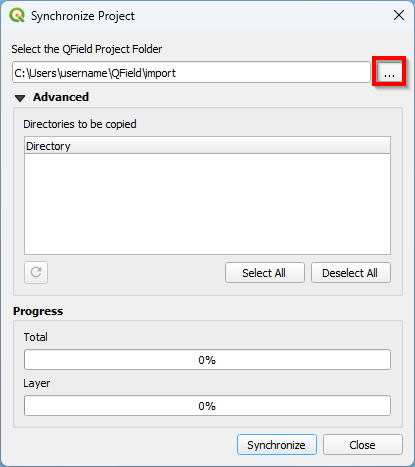 Synchronize Project
Select the QField Project Folder
C:\Users\username\QField\import
...
Advanced
Directories to be copied
Directory
Select All
Deselect All
Progress
Total
0%
Layer
0%
Synchronize
Close